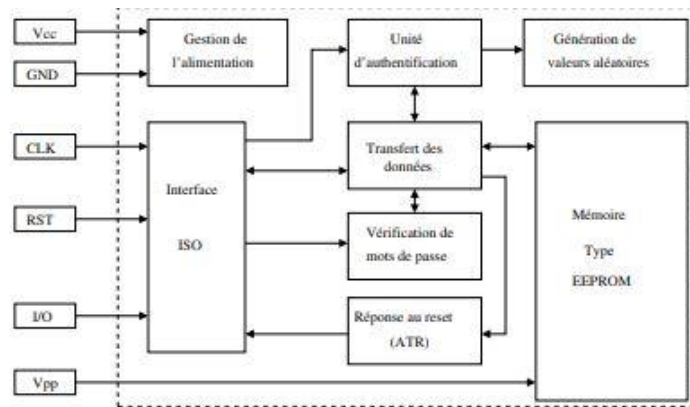 Vcc
GND
CLK
RST
I/O
Vpp
Gestion de
l'alimentation
Unité
d'authentification
Génération de
valeurs aléatoires
Interface
ISO
Transfert des
données
Vérification de
mots de passe
Réponse au reset
(ATR)
Mémoire
Type
EEPROM